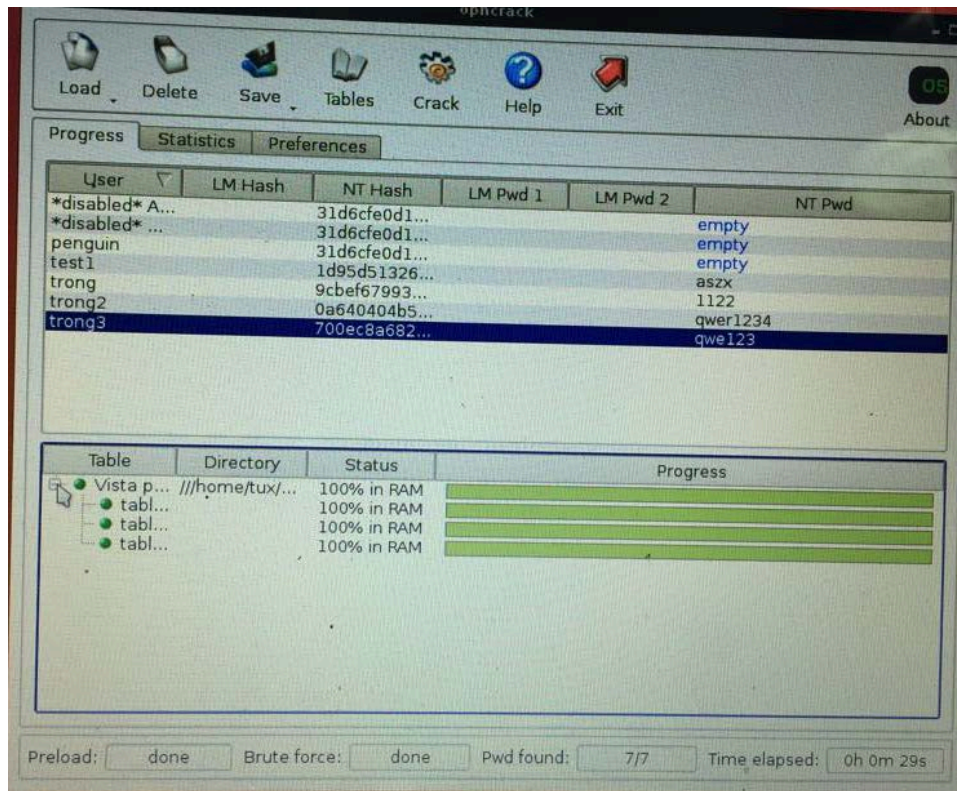 ophcrack
Load Delete Save Tables Crack Help Exit About
OS
Progress Statistics Preferences
User LM Hash NT Hash LM Pwd 1 LM Pwd 2 NT Pwd
*disabled* A... 31d6cfe0d1... empty
*disabled* ... 31d6cfe0d1... empty
penguin 31d6cfe0d1... empty
test1 1d95d51326... aszx
trong 9cbef67993... 1122
trong2 0a640404b5... qwer1234
trong3 700ec8a682... qwe123
Table Directory Status Progress
Vista p... ///home/tux/... 100% in RAM
tabl... 100% in RAM
tabl... 100% in RAM
tabl... 100% in RAM
Preload: done Brute force: done Pwd found: 7/7 Time elapsed: 0h 0m 29s